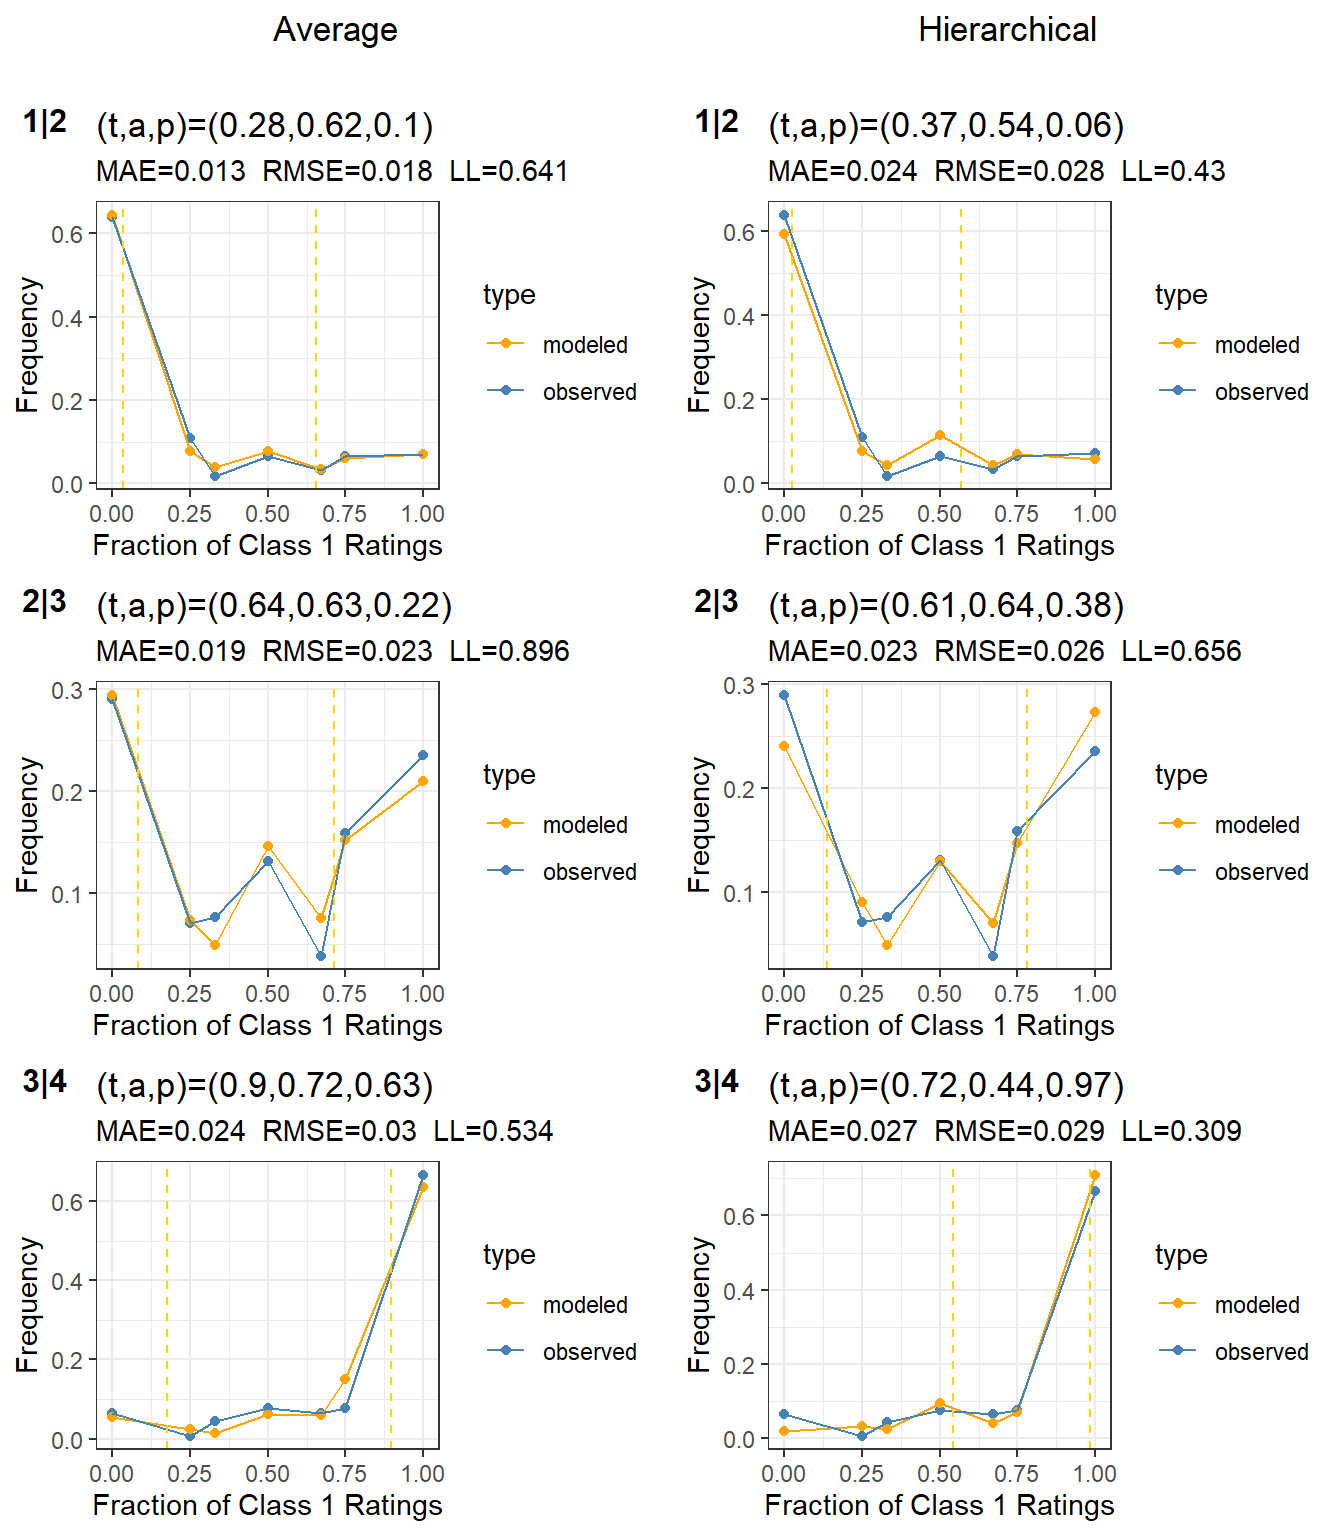 Average
Hierarchical
1|2 (t,a,p)=(0.28,0.62,0.1)
MAE=0.013 RMSE=0.018 LL=0.641
Frequency
0.6
0.4
0.2
0.0
0.00 0.25 0.50 0.75 1.00
Fraction of Class 1 Ratings
type
modeled
observed
1|2 (t,a,p)=(0.37,0.54,0.06)
MAE=0.024 RMSE=0.028 LL=0.43
Frequency
0.6
0.4
0.2
0.0
0.00 0.25 0.50 0.75 1.00
Fraction of Class 1 Ratings
type
modeled
observed
2|3 (t,a,p)=(0.64,0.63,0.22)
MAE=0.019 RMSE=0.023 LL=0.896
Frequency
0.3
0.2
0.1
0.00 0.25 0.50 0.75 1.00
Fraction of Class 1 Ratings
type
modeled
observed
2|3 (t,a,p)=(0.61,0.64,0.38)
MAE=0.023 RMSE=0.026 LL=0.656
Frequency
0.3
0.2
0.1
0.00 0.25 0.50 0.75 1.00
Fraction of Class 1 Ratings
type
modeled
observed
3|4 (t,a,p)=(0.9,0.72,0.63)
MAE=0.024 RMSE=0.03 LL=0.534
Frequency
0.6
0.4
0.2
0.0
0.00 0.25 0.50 0.75 1.00
Fraction of Class 1 Ratings
type
modeled
observed
3|4 (t,a,p)=(0.72,0.44,0.97)
MAE=0.027 RMSE=0.029 LL=0.309
Frequency
0.6
0.4
0.2
0.0
0.00 0.25 0.50 0.75 1.00
Fraction of Class 1 Ratings
type
modeled
observed